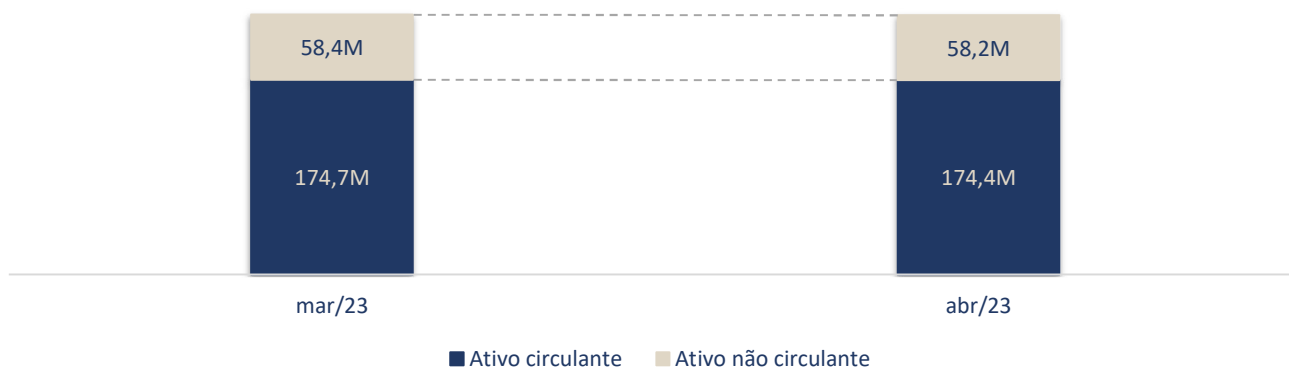 58,4M 58,2M
174,7M 174,4M
mar/23 abr/23
Ativo circulante Ativo não circulante